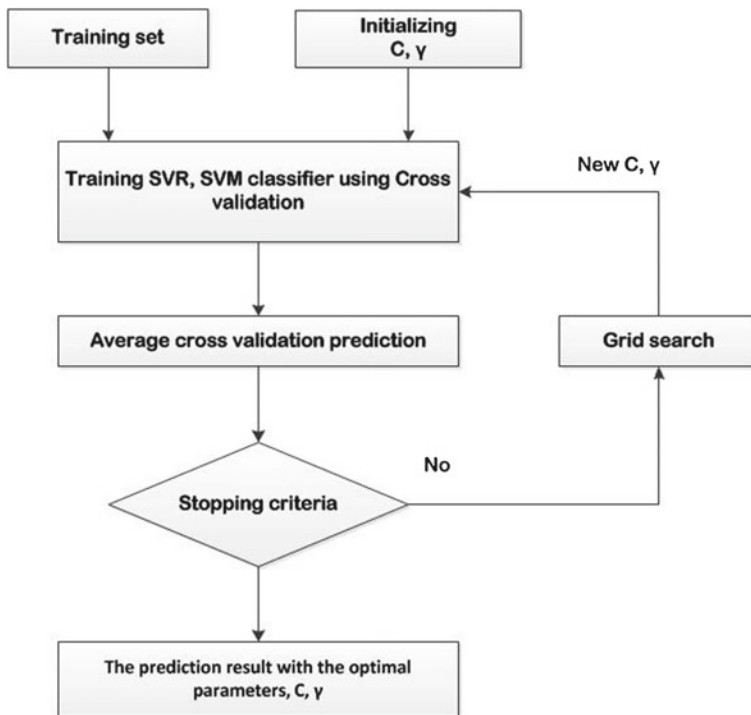 Training set
Initializing
C, γ
Training SVR, SVM classifier using Cross
validation
New C, γ
Average cross validation prediction
Grid search
No
Stopping criteria
The prediction result with the optimal
parameters, C, γ